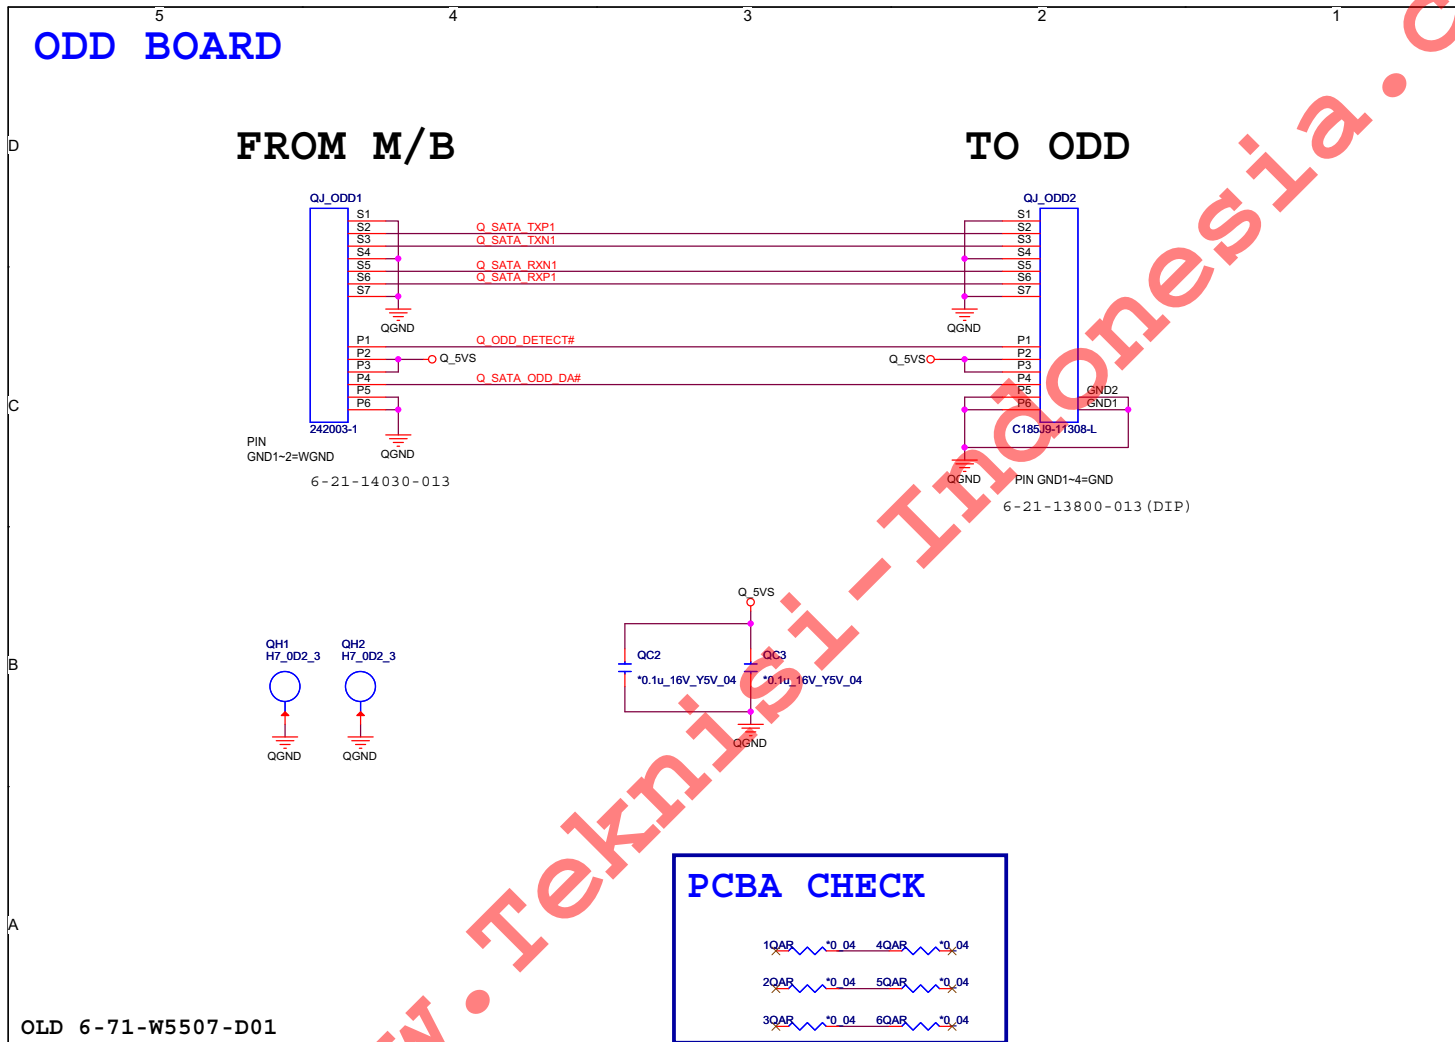 5 4 3 2 1
ODD BOARD
D
FROM M/B
TO ODD
QJ_ODD1
QJ_ODD2
S1 S1
S2 Q_SATA_TXP1 S2
S3 Q_SATA_TXN1 S3
S4 S4
S5 Q_SATA_RXN1 S5
S6 Q_SATA_RXP1 S6
S7 S7
QGND QGND
P1 Q_ODD_DETECT# P1
P2 Q_5VS Q_5VS P2
P3 P3
P4 Q_SATA_ODD_DA# P4
P5 P5 GND2
C
P6 P6 GND1
242003-1
C185J9-11308-L
PIN
GND1~2=WGND
QGND
QGND
PIN GND1~4=GND
6-21-14030-013
6-21-13800-013(DIP)
Q_5VS
QH1 QH2
H7_0D2_3 H7_0D2_3
B
QC2 QC3
*0.1u_16V_Y5V_04 *0.1u_16V_Y5V_04
QGND QGND
QGND
PCBA CHECK
A
1QAR *0_04 4QAR *0_04
2QAR *0_04 5QAR *0_04
3QAR *0_04 6QAR *0_04
OLD 6-71-W5507-D01
w.Teknisi-Indonesia.c